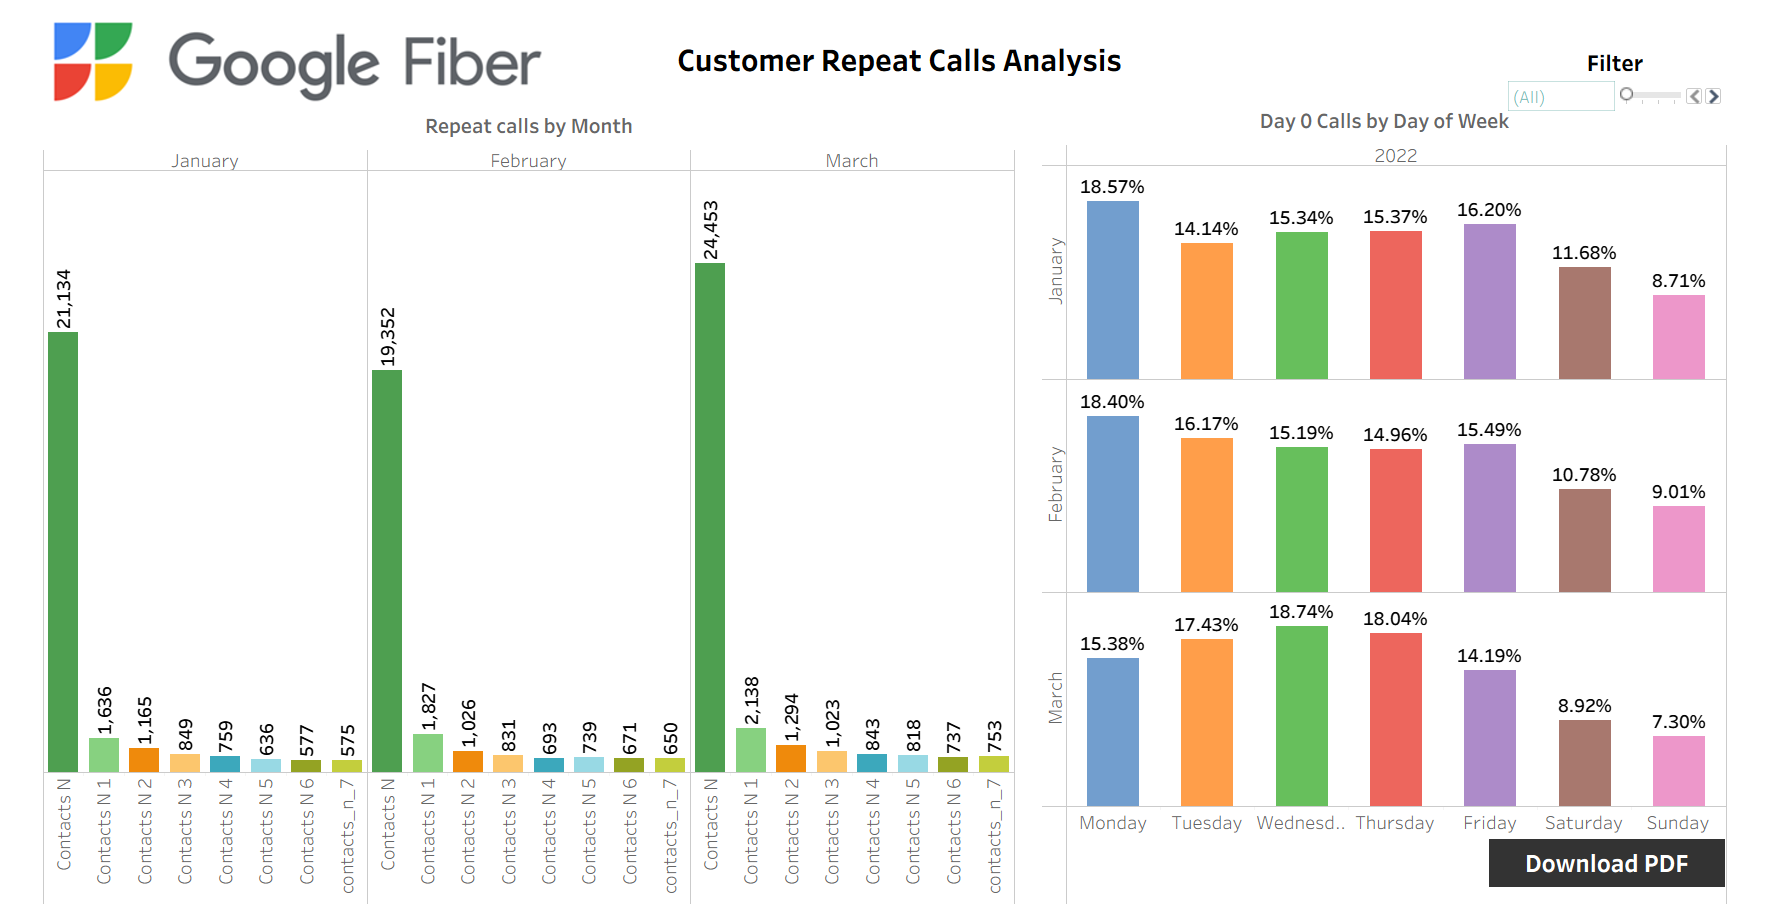 Google Fiber
Customer Repeat Calls Analysis
Filter
(All)
Repeat calls by Month
January February March
21,134 1,636 1,165 849 759 636 577 575
19,352 1,827 1,026 831 693 739 671 650
24,453 2,138 1,294 1,023 843 818 737 753
Contacts N Contacts N 1 Contacts N 2 Contacts N 3 Contacts N 4 Contacts N 5 Contacts N 6 contacts_n_7
Contacts N Contacts N 1 Contacts N 2 Contacts N 3 Contacts N 4 Contacts N 5 Contacts N 6 contacts_n_7
Contacts N Contacts N 1 Contacts N 2 Contacts N 3 Contacts N 4 Contacts N 5 Contacts N 6 contacts_n_7
Day 0 Calls by Day of Week
2022
January
18.57% 14.14% 15.34% 15.37% 16.20% 11.68% 8.71%
February
18.40% 16.17% 15.19% 14.96% 15.49% 10.78% 9.01%
March
15.38% 17.43% 18.74% 18.04% 14.19% 8.92% 7.30%
Monday Tuesday Wednesd.. Thursday Friday Saturday Sunday
Download PDF